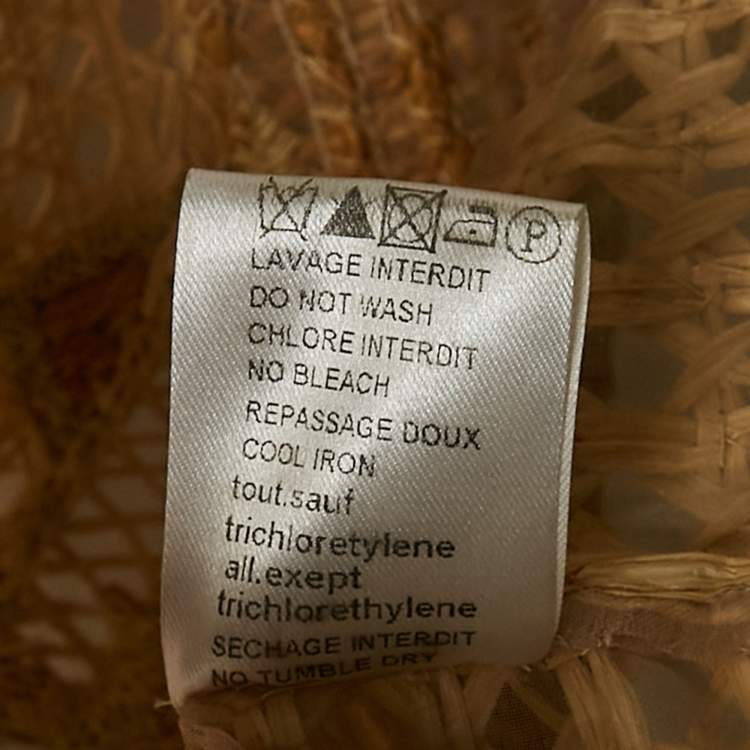 P
LAVAGE INTERDIT
DO NOT WASH
CHLORE INTERDIT
NO BLEACH
REPASSAGE DOUX
COOL IRON
tout.sauf
trichloretylene
all.exept
trichlorethylene
SECHAGE INTERDIT
NO TUMBLE DRY